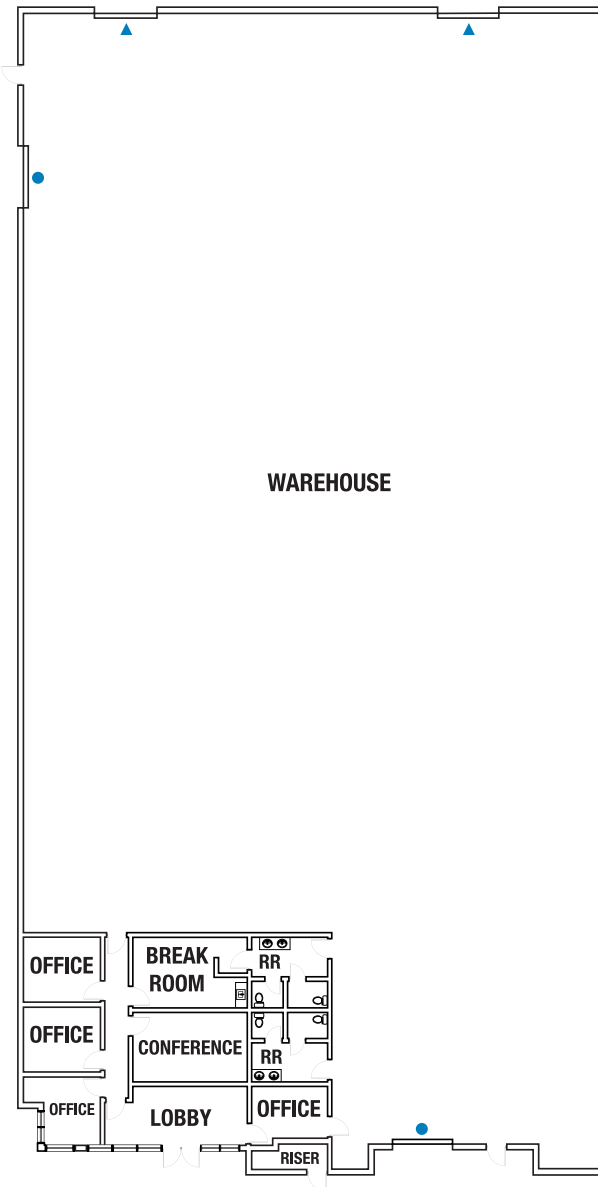 WAREHOUSE
BREAK
ROOM
OFFICE
RR
OFFICE
CONFERENCE
RR
OFFICE
LOBBY
OFFICE
RISER